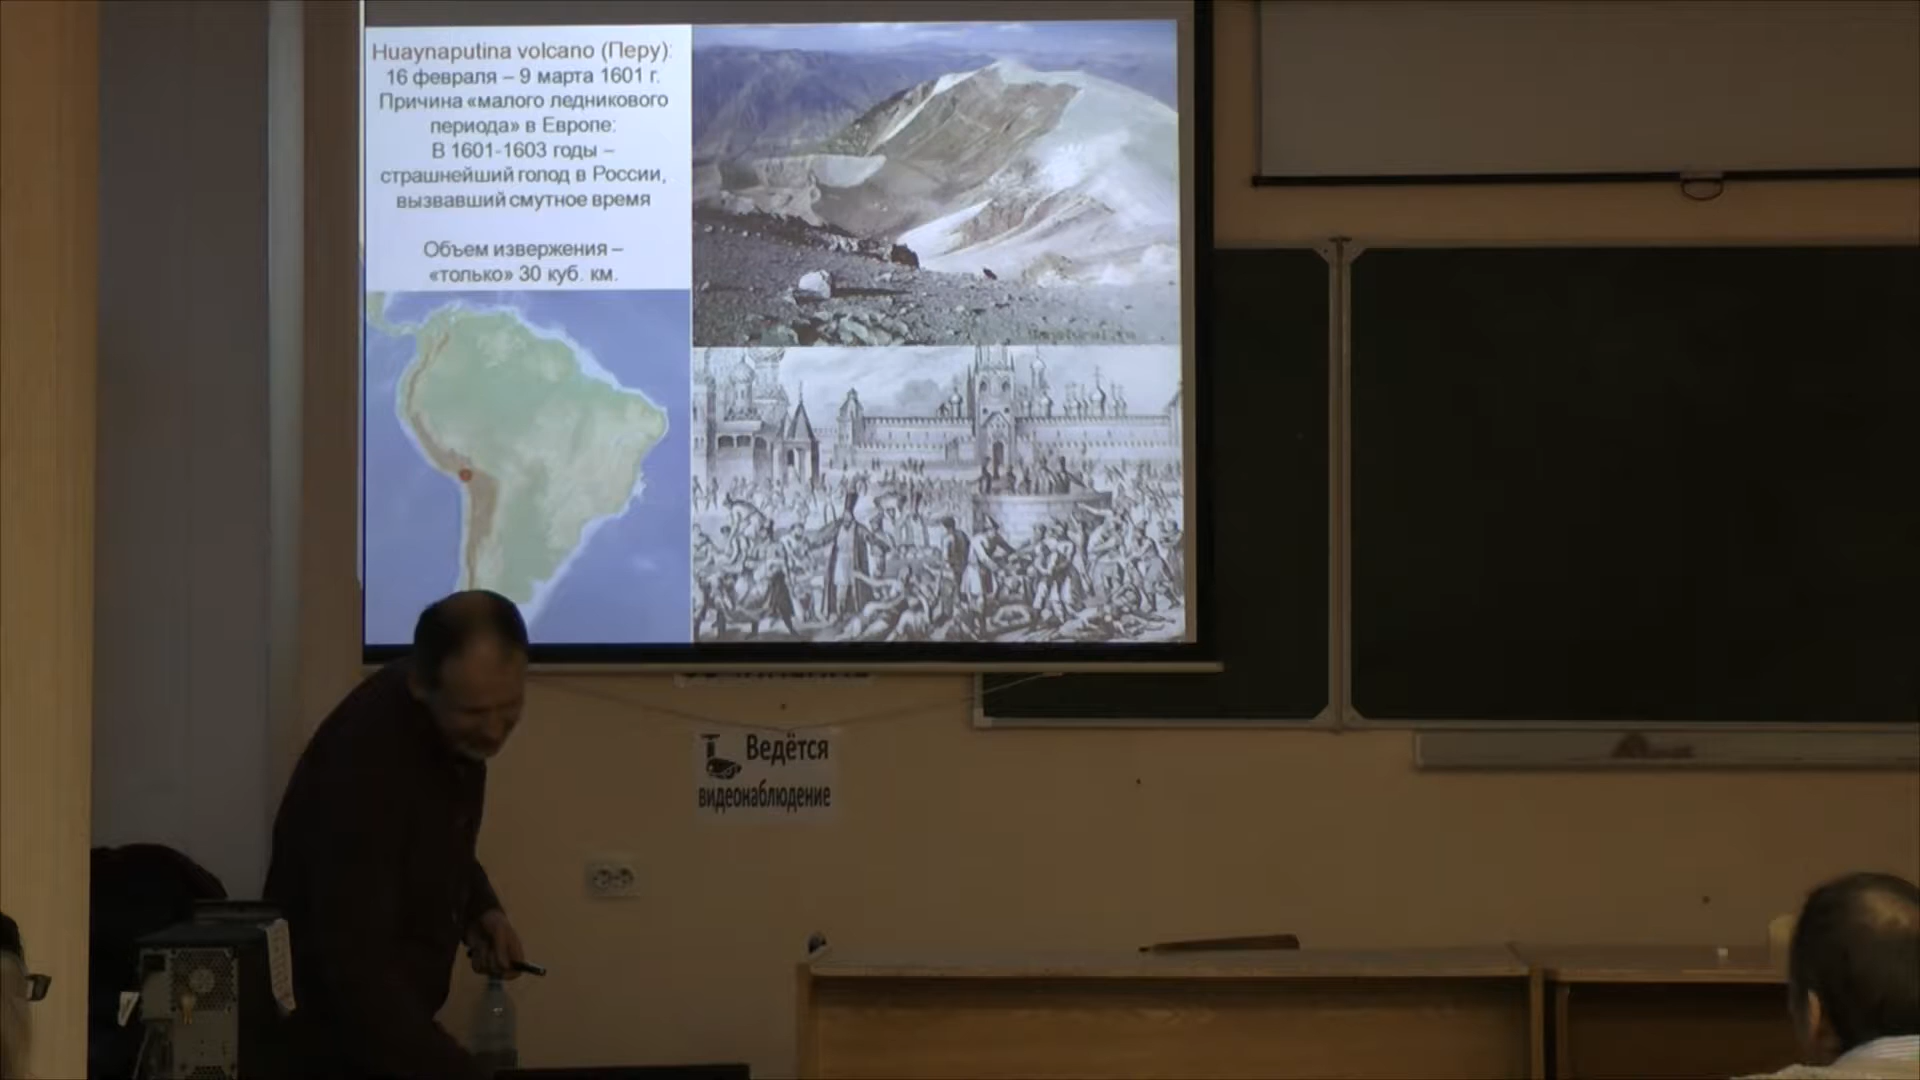 Huaynaputina volcano (Перу):
16 февраля – 9 марта 1601 г.
Причина «малого ледникового
периода» в Европе:
В 1601-1603 годы –
страшнейший голод в России,
вызвавший смутное время
Объем извержения –
«только» 30 куб. км.
Ведётся
видеонаблюдение